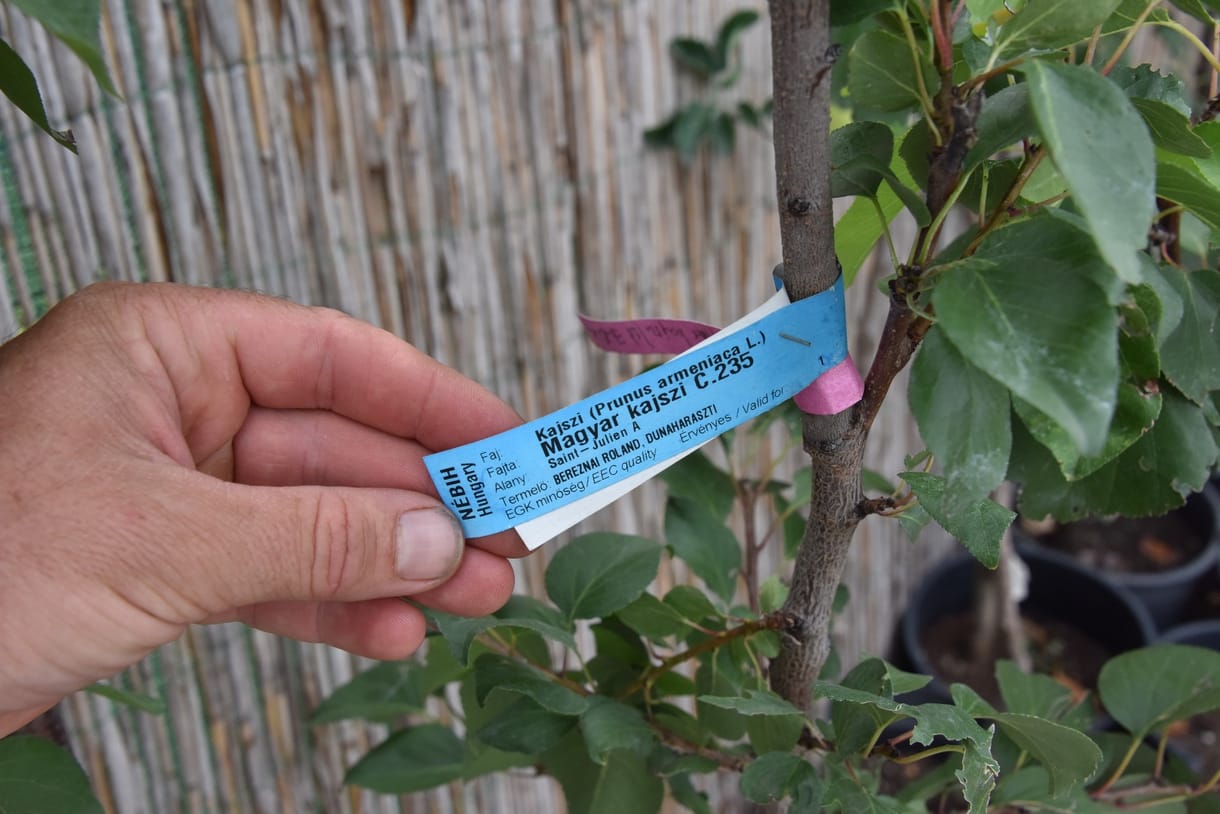 NÉBIH
Hungary
Faj: Kajszi (Prunus armeniaca L.)
Fajta: Magyar kajszi C.235
Alany: Saint-Julien A
Termelő: BEREZNAI ROLAND, DUNAHARASZTI
EGK minőség/EEC quality Érvényes / Valid for